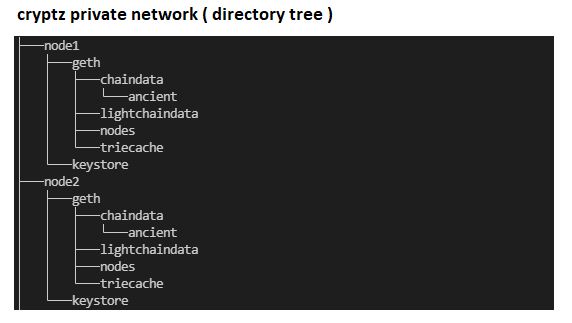 cryptz private network ( directory tree )
node1
geth
chaindata
ancient
lightchaindata
nodes
triecache
keystore
node2
geth
chaindata
ancient
lightchaindata
nodes
triecache
keystore